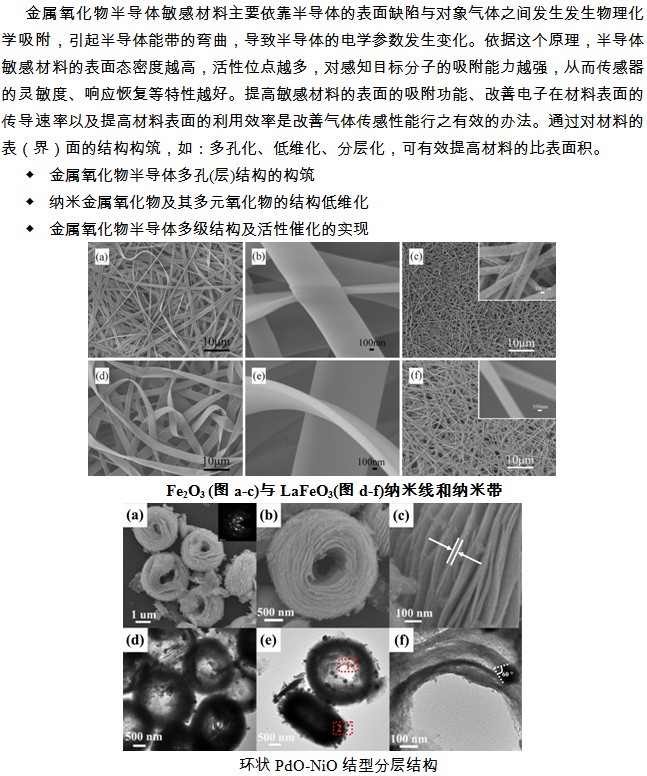 金属氧化物半导体敏感材料主要依靠半导体的表面缺陷与对象气体之间发生发生物理化
学吸附，引起半导体能带的弯曲，导致半导体的电学参数发生变化。依据这个原理，半导体
敏感材料的表面态密度越高，活性位点越多，对感知目标分子的吸附能力越强，从而传感器
的灵敏度、响应恢复等特性越好。提高敏感材料的表面的吸附功能、改善电子在材料表面的
传导速率以及提高材料表面的利用效率是改善气体传感性能行之有效的办法。通过对材料的
表（界）面的结构构筑，如：多孔化、低维化、分层化，可有效提高材料的比表面积。
◆ 金属氧化物半导体多孔(层)结构的构筑
◆ 纳米金属氧化物及其多元氧化物的结构低维化
◆ 金属氧化物半导体多级结构及活性催化的实现
(a) (b) (c)
100nm
10μm 100nm 10μm
(d) (e) (f)
100nm
10μm 100nm 10μm
Fe₂O₃ (图 a-c)与 LaFeO₃(图 d-f)纳米线和纳米带
(a) (b) (c)
1 um 500 nm 100 nm
(d) (e) (f)
1
60°
2
500 nm 500 nm 100 nm
环状 PdO-NiO 结型分层结构